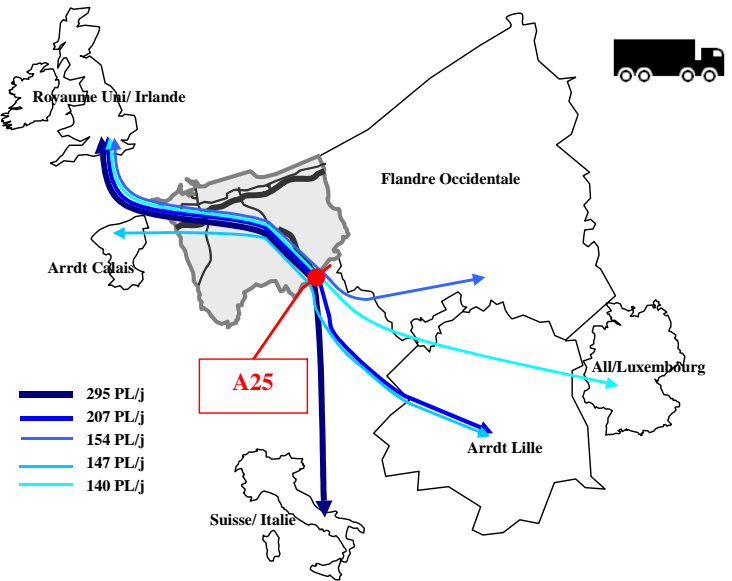 Royaume Uni/ Irlande
Flandre Occidentale
Arrdt Calais
All/Luxembourg
A25
295 PL/j
207 PL/j
154 PL/j
147 PL/j
140 PL/j
Arrdt Lille
Suisse/ Italie